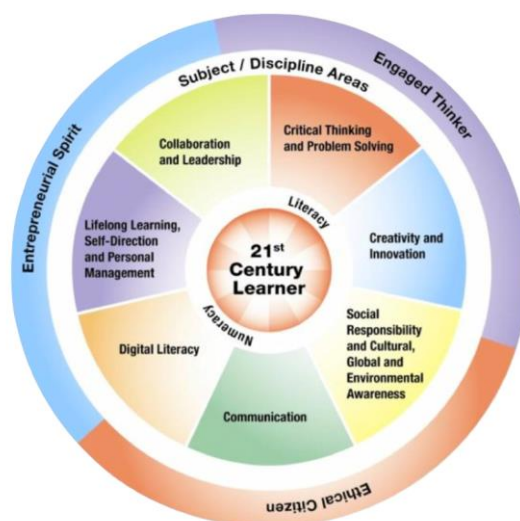 Entrepreneurial Spirit
Engaged Thinker
Ethical Citizen
Subject / Discipline Areas
Collaboration
and Leadership
Critical Thinking
and Problem Solving
Lifelong Learning,
Self-Direction
and Personal
Management
Literacy
Creativity and
Innovation
21st
Century
Learner
Numeracy
Digital Literacy
Social
Responsibility
and Cultural,
Global and
Environmental
Awareness
Communication